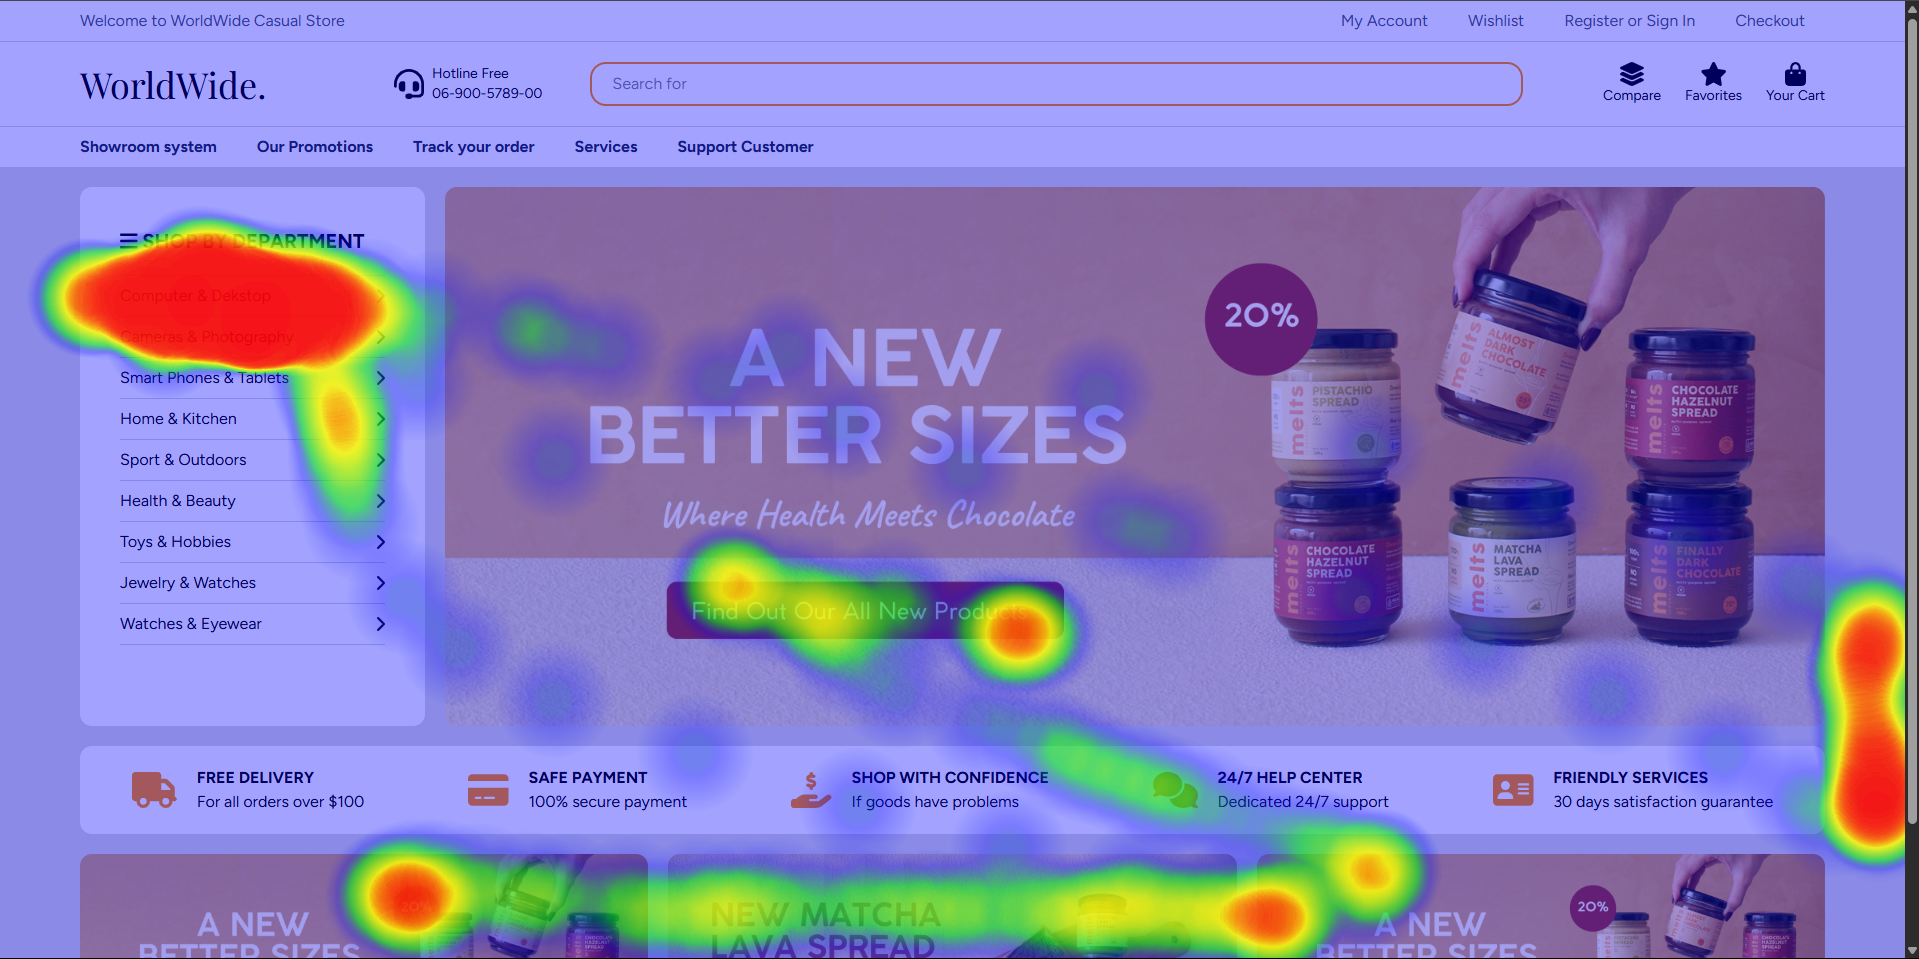 Welcome to WorldWide Casual Store
My Account Wishlist Register or Sign In Checkout
WorldWide.
Hotline Free
06-900-5789-00
Search for
Compare Favorites Your Cart
Showroom system Our Promotions Track your order Services Support Customer
SHOP BY DEPARTMENT
Computer & Dekstop
Cameras & Photography
Smart Phones & Tablets
Home & Kitchen
Sport & Outdoors
Health & Beauty
Toys & Hobbies
Jewelry & Watches
Watches & Eyewear
A NEW
BETTER SIZES
Where Health Meets Chocolate
Find Out Our All New Products
20%
melts
PISTACHIO
SPREAD
melts
ALMOST
DARK
CHOCOLATE
melts
CHOCOLATE
HAZELNUT
SPREAD
melts
CHOCOLATE
HAZELNUT
SPREAD
melts
MATCHA
LAVA
SPREAD
melts
FINALLY
DARK
CHOCOLATE
FREE DELIVERY
For all orders over $100
SAFE PAYMENT
100% secure payment
SHOP WITH CONFIDENCE
If goods have problems
24/7 HELP CENTER
Dedicated 24/7 support
FRIENDLY SERVICES
30 days satisfaction guarantee
A NEW
BETTER SIZES
NEW MATCHA
LAVA SPREAD
A NEW
BETTER SIZES
20%